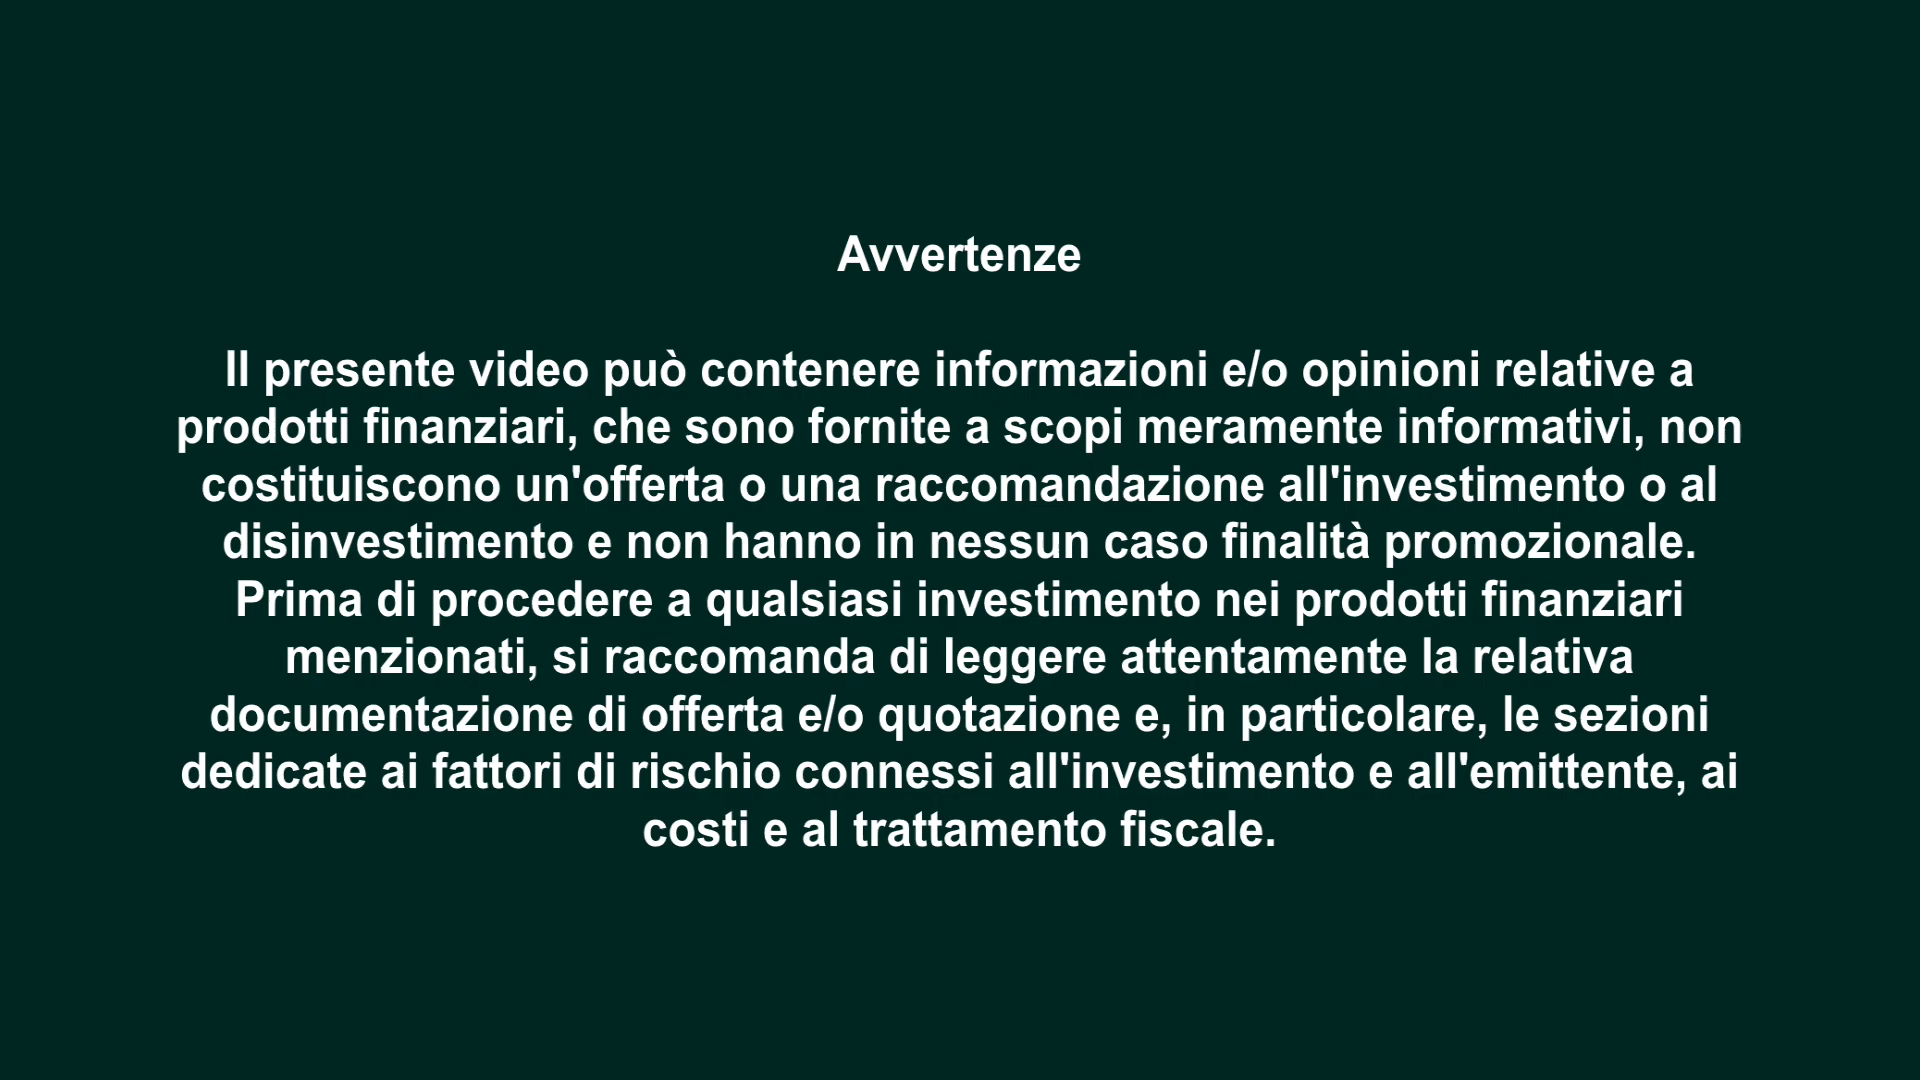 Avvertenze
Il presente video può contenere informazioni e/o opinioni relative a
prodotti finanziari, che sono fornite a scopi meramente informativi, non
costituiscono un'offerta o una raccomandazione all'investimento o al
disinvestimento e non hanno in nessun caso finalità promozionale.
Prima di procedere a qualsiasi investimento nei prodotti finanziari
menzionati, si raccomanda di leggere attentamente la relativa
documentazione di offerta e/o quotazione e, in particolare, le sezioni
dedicate ai fattori di rischio connessi all'investimento e all'emittente, ai
costi e al trattamento fiscale.